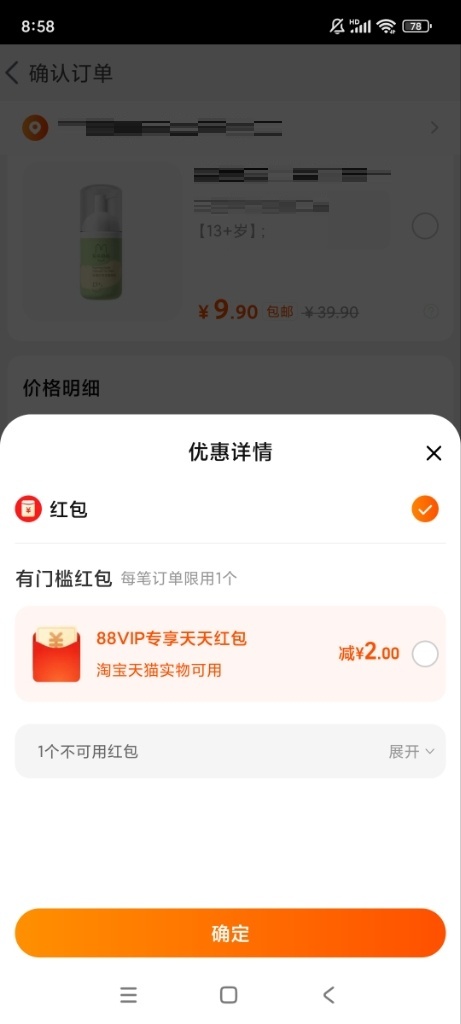 8:58
HD
78
确认订单
【13+岁】;
¥9.90 包邮 ¥39.90
价格明细
优惠详情
红包
有门槛红包 每笔订单限用1个
88VIP专享天天红包
淘宝天猫实物可用
减¥2.00
1个不可用红包
展开
确定